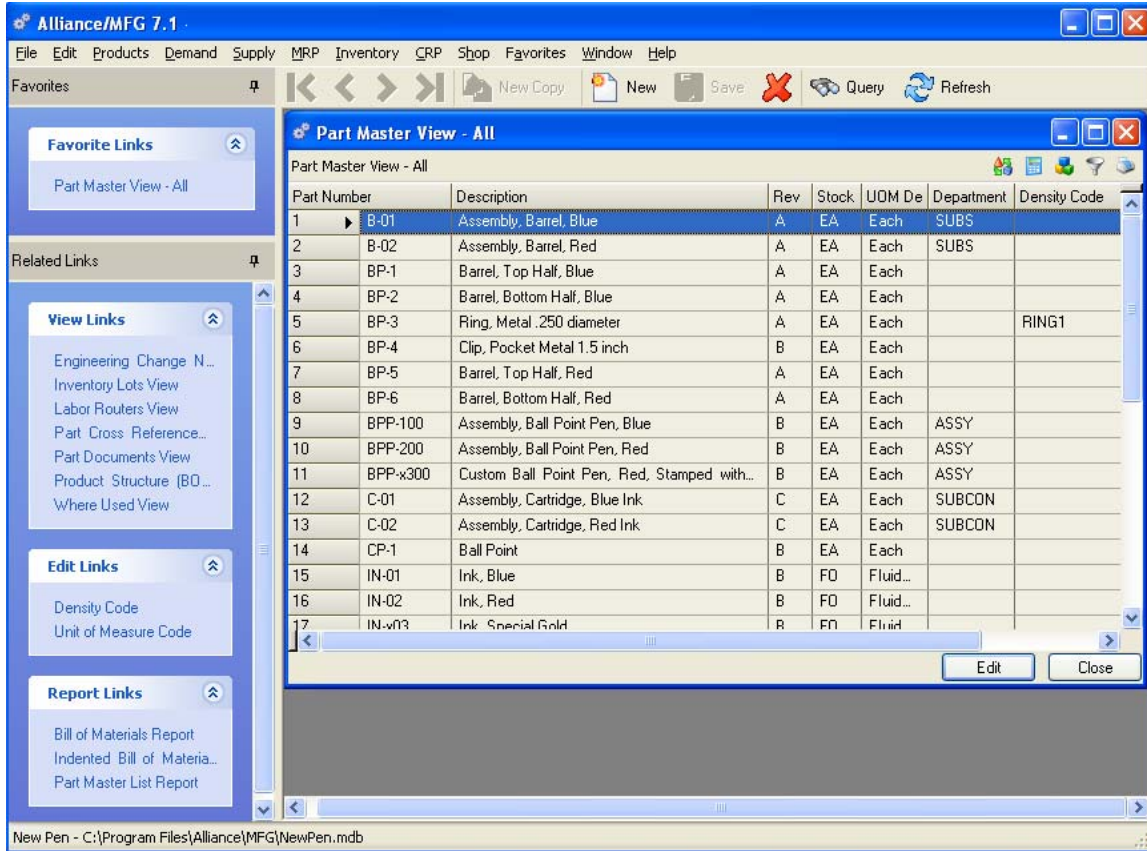 Alliance/MFG 7.1 -
File Edit Products Demand Supply MRP Inventory CRP Shop Favorites Window Help
Favorites
New Copy New Save Query Refresh
Favorite Links
Part Master View - All
Related Links
View Links
Engineering Change N...
Inventory Lots View
Labor Routers View
Part Cross Reference...
Part Documents View
Product Structure (BO...
Where Used View
Edit Links
Density Code
Unit of Measure Code
Report Links
Bill of Materials Report
Indented Bill of Materia...
Part Master List Report
Part Master View - All
Part Master View - All
Part Number Description Rev Stock UOM De Department Density Code
1 B-01 Assembly, Barrel, Blue A EA Each SUBS
2 B-02 Assembly, Barrel, Red A EA Each SUBS
3 BP-1 Barrel, Top Half, Blue A EA Each
4 BP-2 Barrel, Bottom Half, Blue A EA Each
5 BP-3 Ring, Metal .250 diameter A EA Each RING1
6 BP-4 Clip, Pocket Metal 1.5 inch B EA Each
7 BP-5 Barrel, Top Half, Red A EA Each
8 BP-6 Barrel, Bottom Half, Red A EA Each
9 BPP-100 Assembly, Ball Point Pen, Blue B EA Each ASSY
10 BPP-200 Assembly, Ball Point Pen, Red B EA Each ASSY
11 BPP-x300 Custom Ball Point Pen, Red, Stamped with... B EA Each ASSY
12 C-01 Assembly, Cartridge, Blue Ink C EA Each SUBCON
13 C-02 Assembly, Cartridge, Red Ink C EA Each SUBCON
14 CP-1 Ball Point B EA Each
15 IN-01 Ink, Blue B FO Fluid...
16 IN-02 Ink, Red B FO Fluid...
17 IN-x03 Ink, Special Gold B FO Fluid
Edit Close
New Pen - C:\Program Files\Alliance\MFG\NewPen.mdb